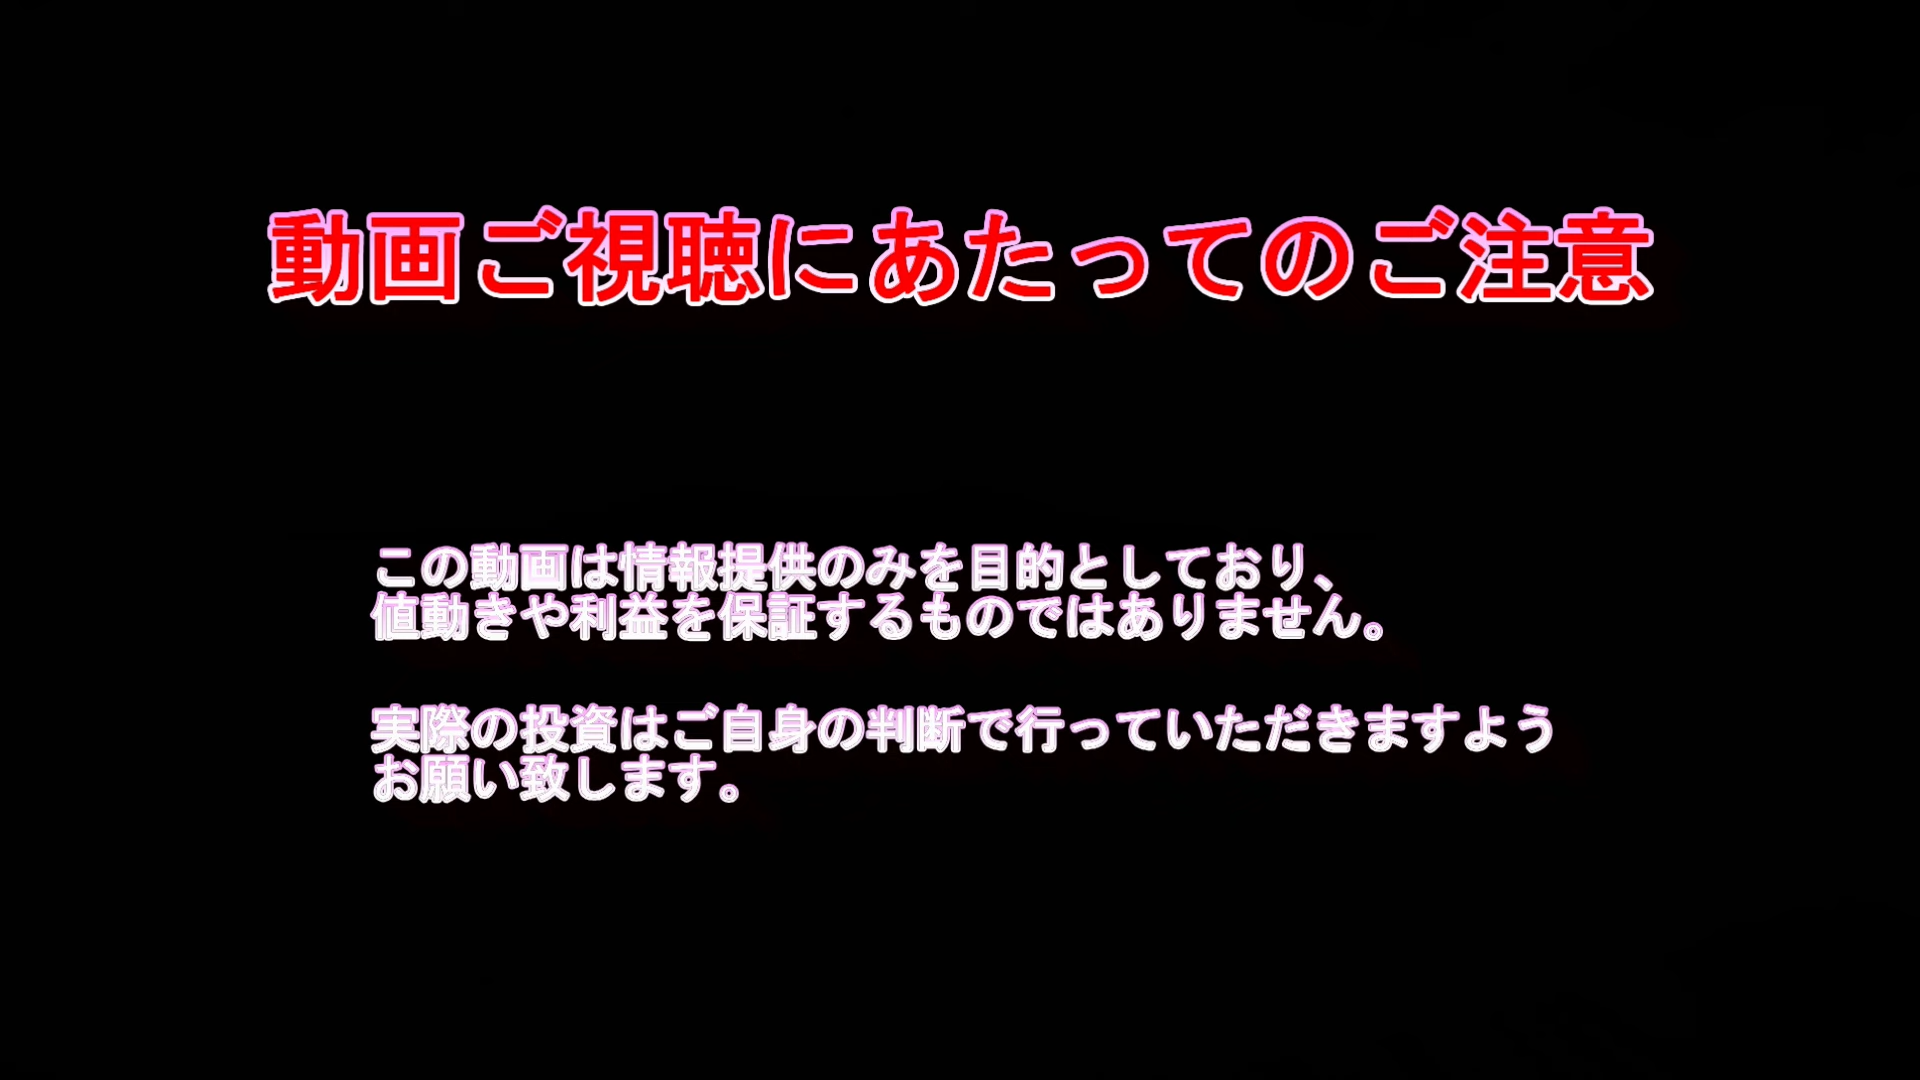 動画ご視聴にあたってのご注意
この動画は情報提供のみを目的としており、
値動きや利益を保証するものではありません。
実際の投資はご自身の判断で行っていただきますよう
お願い致します。